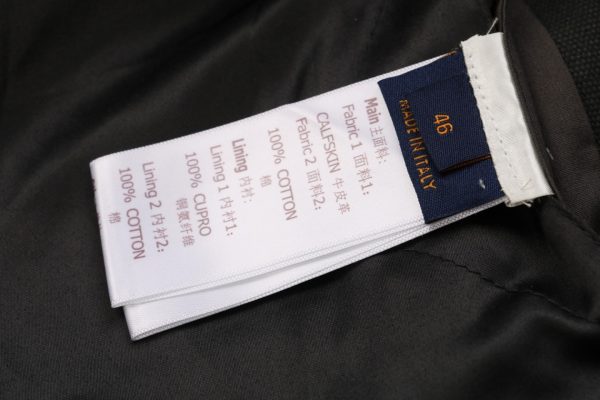 46
MADE IN ITALY
Main 主面料:
Fabric 1 面料1:
CALFSKIN 牛皮革
Fabric 2 面料2:
100% COTTON
棉
Lining 内衬:
Lining 1 内衬1:
100% CUPRO
铜氨纤维
Lining 2 内衬2:
100% COTTON
棉